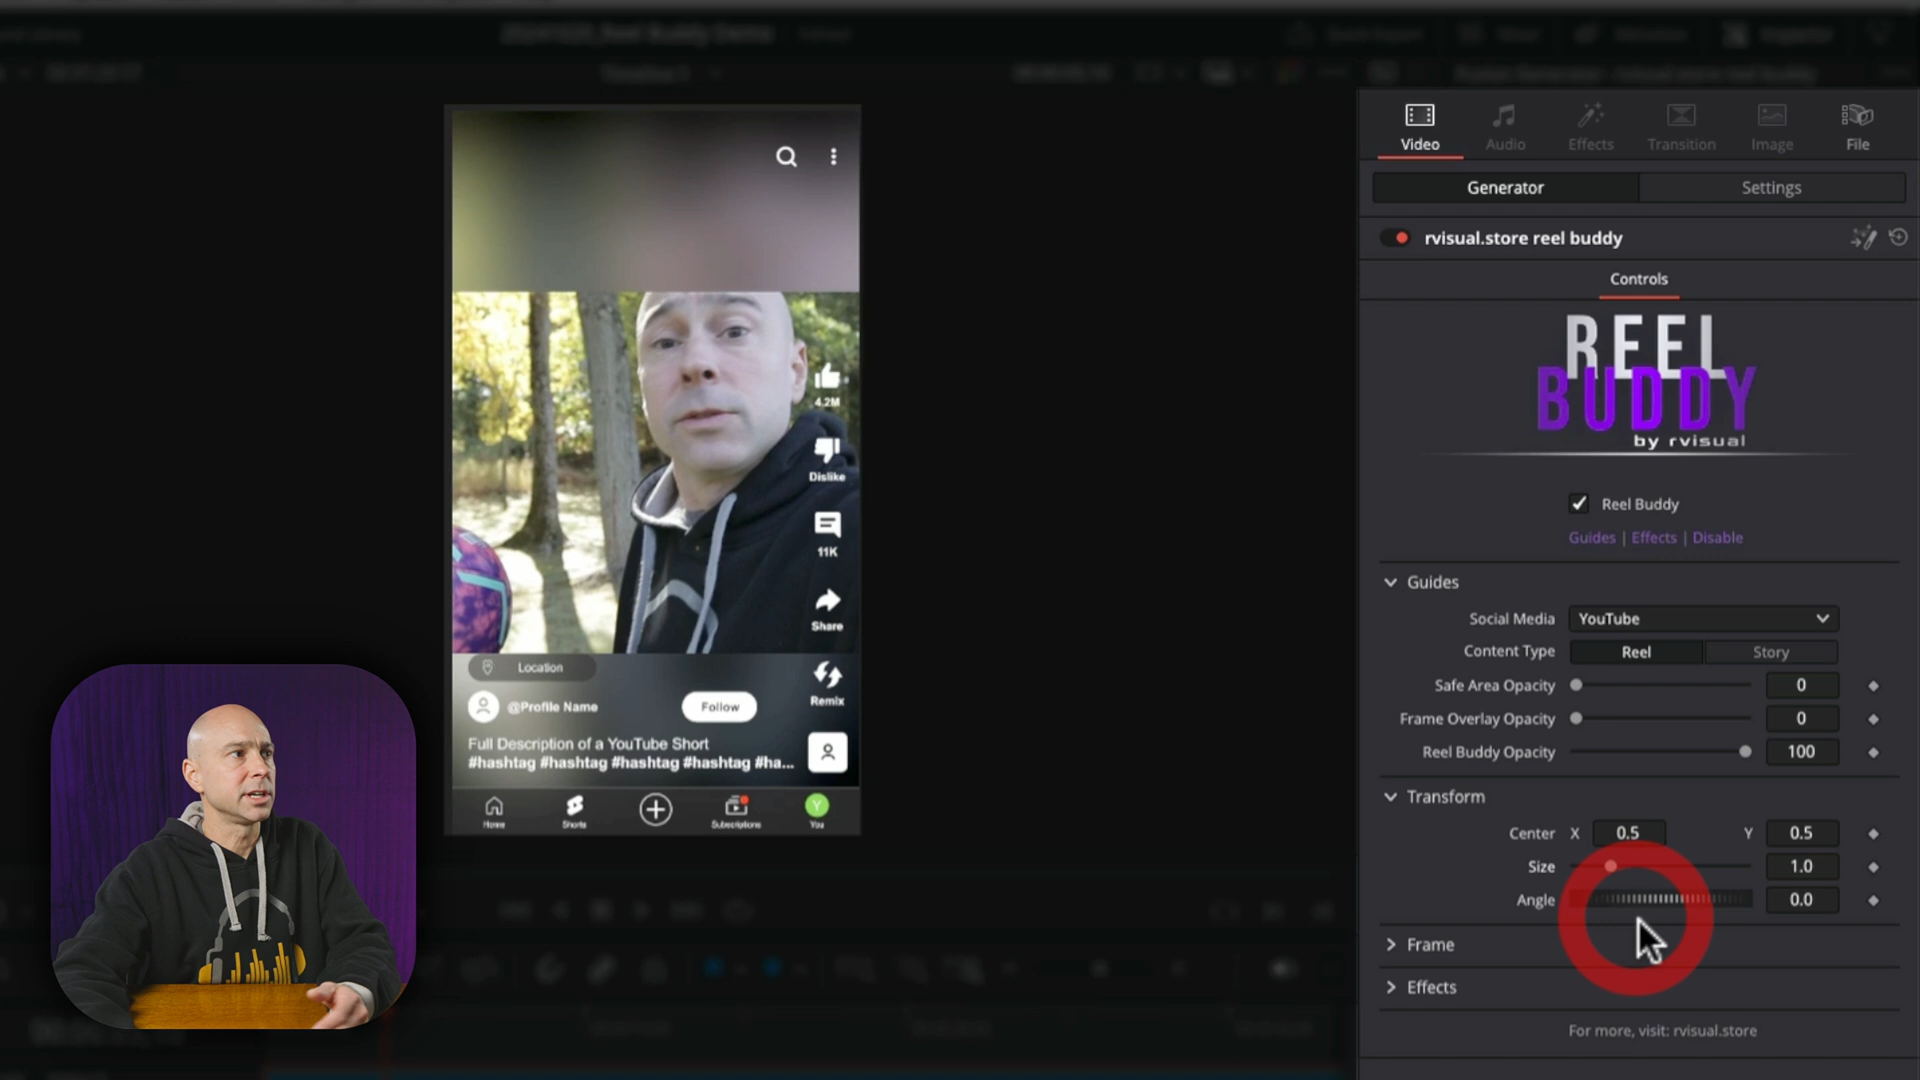 Video
Audio
Effects
Transition
Image
File
Generator
Settings
rvisual.store reel buddy
Controls
REEL
BUDDY
by rvisual
Reel Buddy
Guides | Effects | Disable
Guides
Social Media YouTube
Content Type Reel Story
Safe Area Opacity 0
Frame Overlay Opacity 0
Reel Buddy Opacity 100
Transform
Center X 0.5 Y 0.5
Size 1.0
Angle 0.0
Frame
Effects
For more, visit: rvisual.store
4.2M
Dislike
11K
Share
Remix
Location
@Profile Name
Follow
Full Description of a YouTube Short
#hashtag #hashtag #hashtag #hashtag #ha...
Home
Shorts
Subscriptions
Y
You